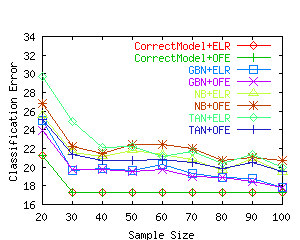 34
32
30
28
26
24
22
20
18
16
Classification Error
CorrectModel+ELR
CorrectModel+OFE
GBN+ELR
GBN+OFE
NB+ELR
NB+OFE
TAN+ELR
TAN+OFE
20 30 40 50 60 70 80 90 100
Sample Size